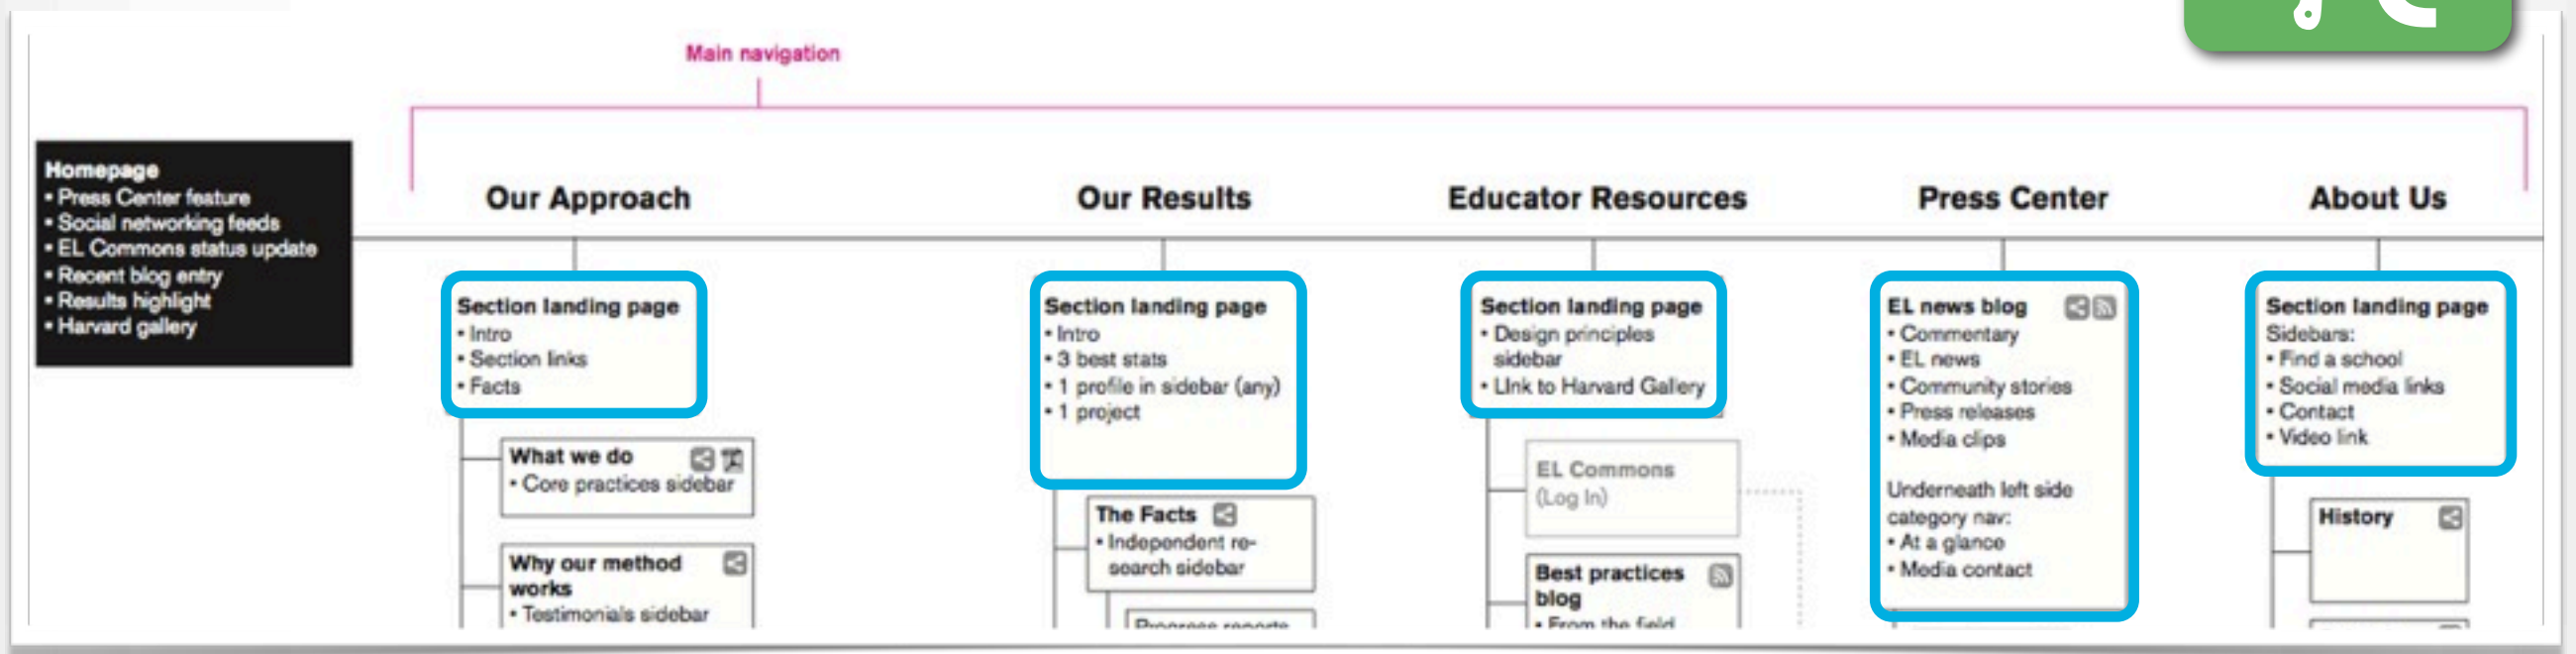 Main navigation
Homepage
• Press Center feature
• Social networking feeds
• EL Commons status update
• Recent blog entry
• Results highlight
• Harvard gallery
Our Approach
Section landing page
• Intro
• Section links
• Facts
What we do
• Core practices sidebar
Why our method
works
• Testimonials sidebar
Our Results
Section landing page
• Intro
• 3 best stats
• 1 profile in sidebar (any)
• 1 project
The Facts
• Independent re-
search sidebar
Progress reports
Educator Resources
Section landing page
• Design principles
sidebar
• LInk to Harvard Gallery
EL Commons
(Log In)
Best practices
blog
• From the field
Press Center
EL news blog
• Commentary
• EL news
• Community stories
• Press releases
• Media clips
Underneath left side
category nav:
• At a glance
• Media contact
About Us
Section landing page
Sidebars:
• Find a school
• Social media links
• Contact
• Video link
History